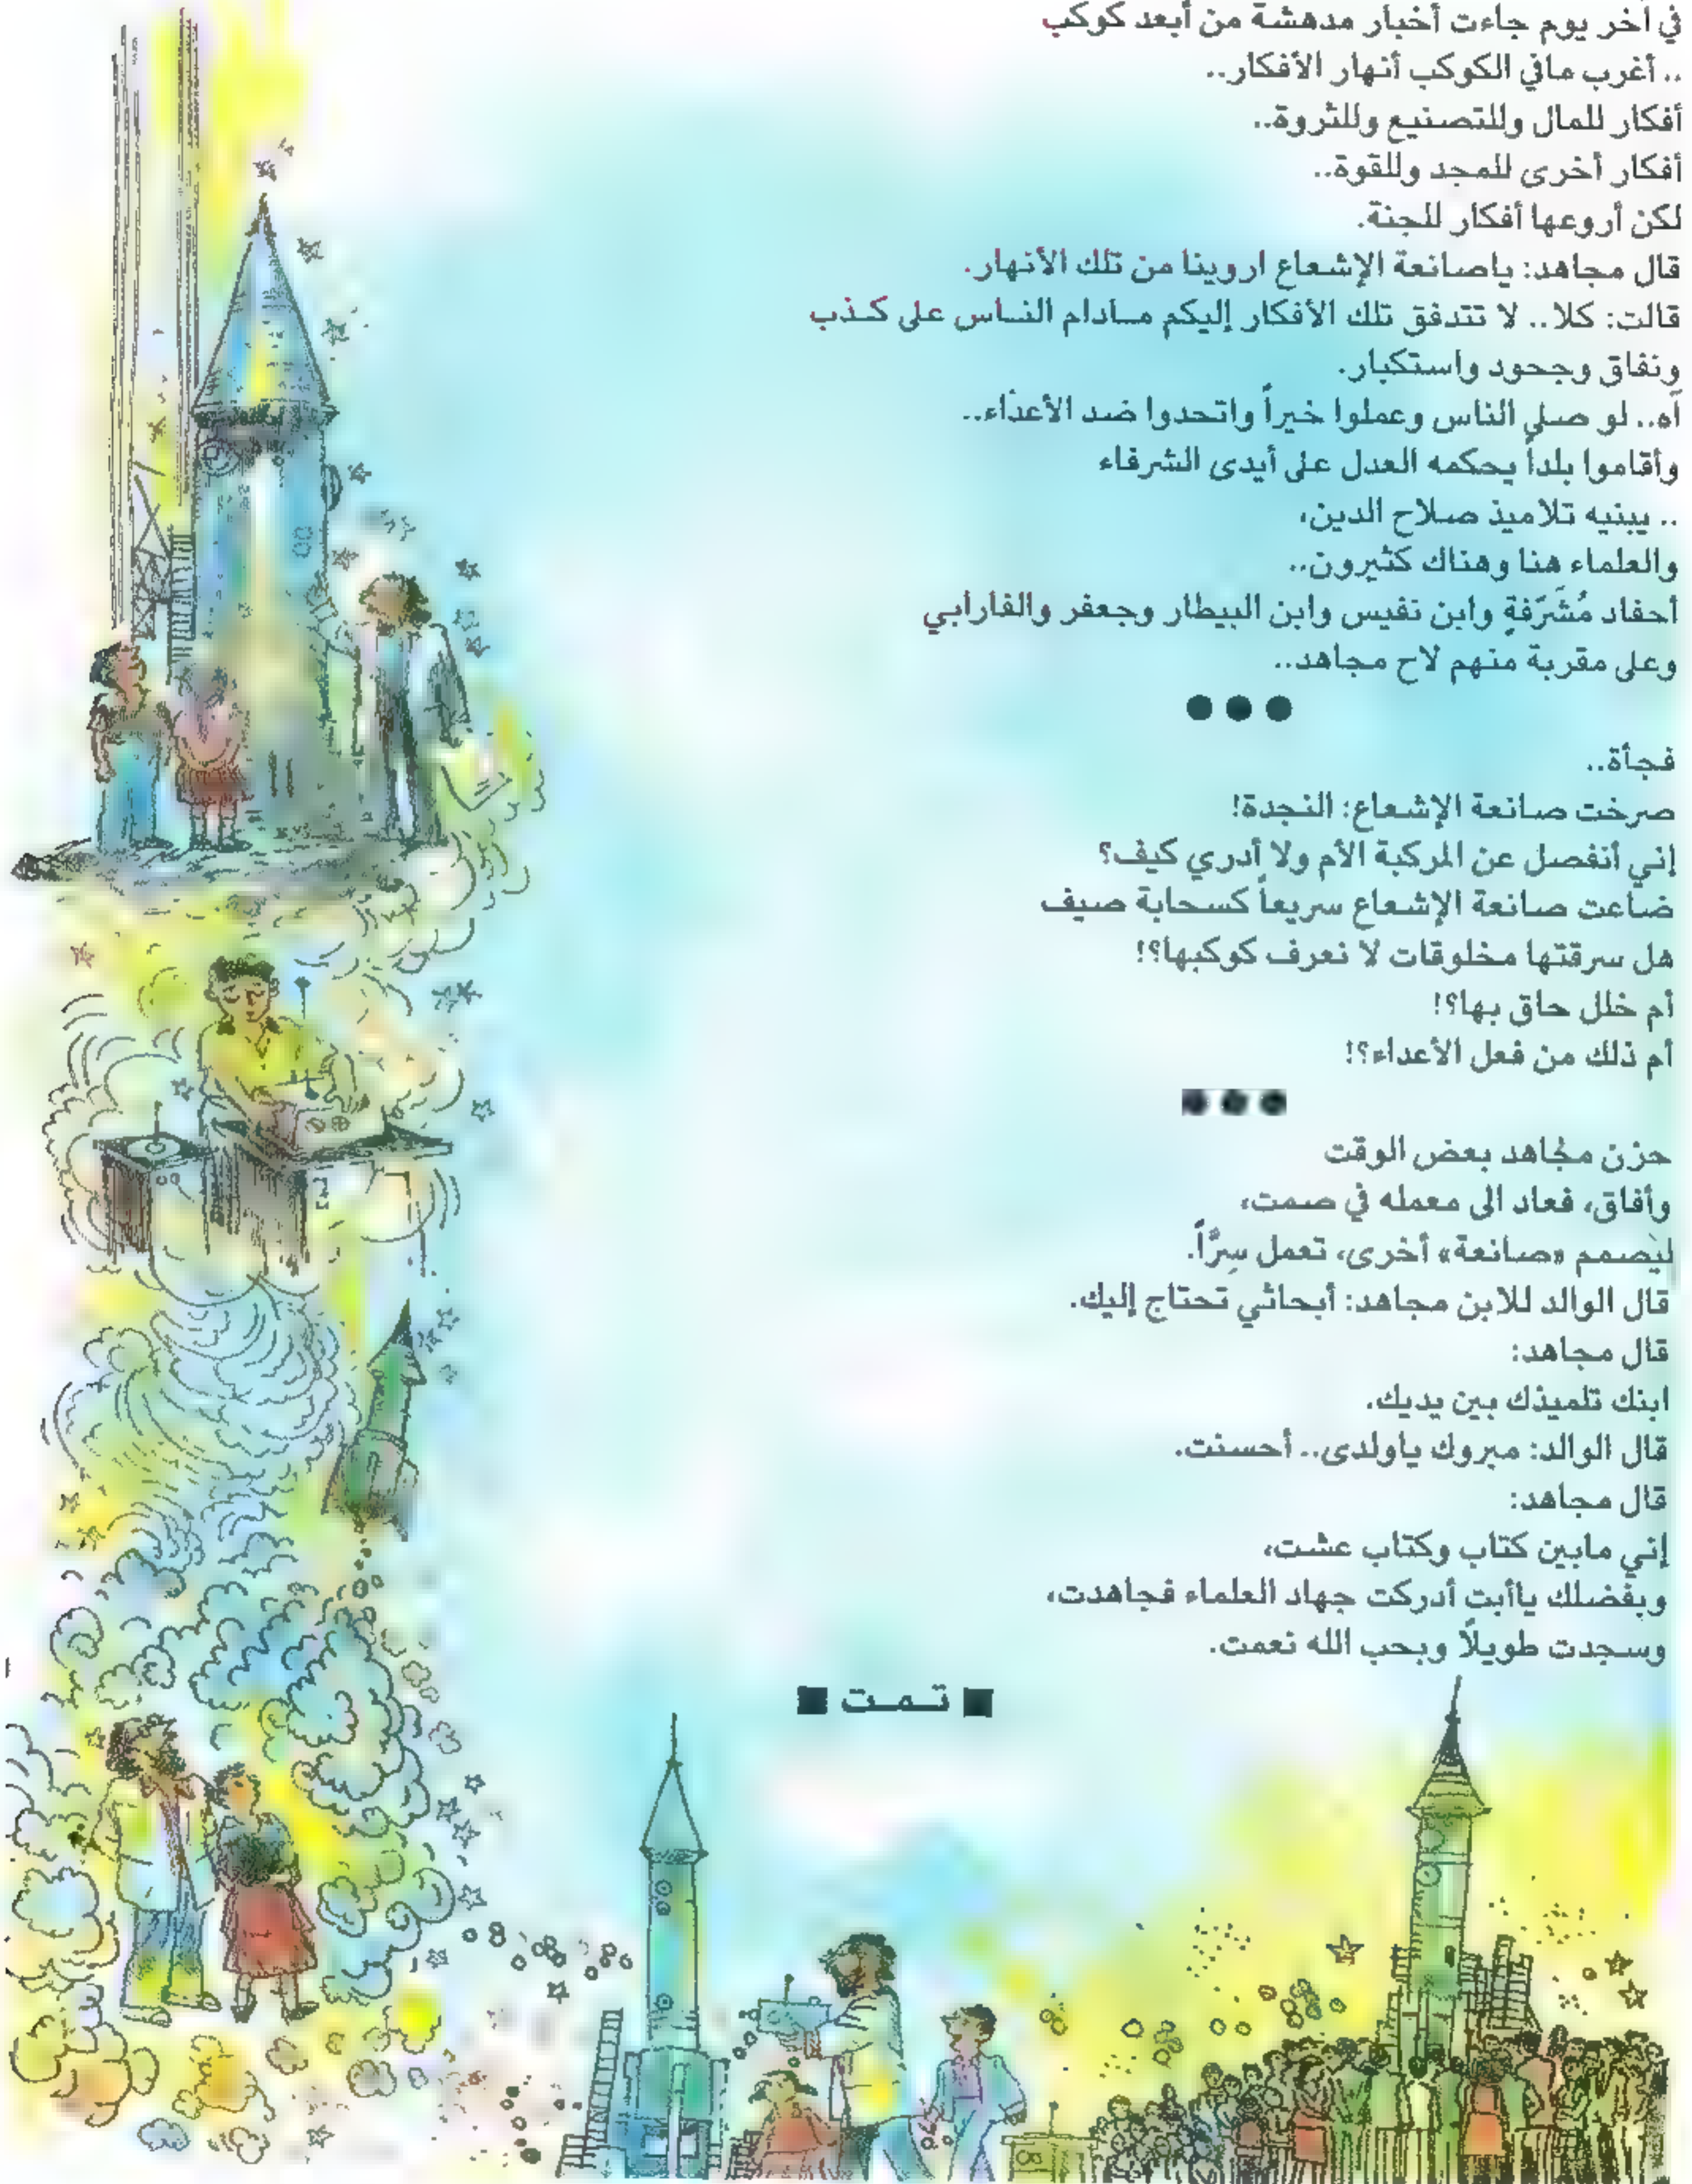 في آخر يوم جاءت أخبار مدهشة من أبعد كوكب
.. أغرب مافي الكوكب أنهار الأفكار..
أفكار للمال وللتصنيع وللثروة..
أفكار أخرى للمجد وللقوة..
لكن أروعها أفكار للجنة.
قال مجاهد: ياصانعة الإشعاع اروينا من تلك الأنهار.
قالت: كلا.. لا تتدفق تلك الأفكار إليكم مادام الناس على كذب
ونفاق وجحود واستكبار.
آه.. لو صلى الناس وعملوا خيراً واتحدوا ضد الأعداء..
وأقاموا بلداً يحكمه العدل على أيدى الشرفاء
.. يبنيه تلاميذ صلاح الدين،
والعلماء هنا وهناك كثيرون..
أحفاد مُشَرّفةٍ وابن نفيس وابن البيطار وجعفر والفارابي
وعلى مقربة منهم لاح مجاهد..
●●●
فجأة..
صرخت صانعة الإشعاع: النجدة!
إني أنفصل عن المركبة الأم ولا أدري كيف؟
ضاعت صانعة الإشعاع سريعاً كسحابة صيف
هل سرقتها مخلوقات لا نعرف كوكبها؟!
أم خلل حاق بها؟!
أم ذلك من فعل الأعداء؟!
●●●
حزن مجُاهد بعض الوقت
وأفاق، فعاد الى معمله في صمت،
ليُصمم «صانعة» أخرى، تعمل سِرَّاً.
قال الوالد للابن مجاهد: أبحاثي تحتاج إليك.
قال مجاهد:
ابنك تلميذك بين يديك.
قال الوالد: مبروك ياولدى.. أحسنت.
قال مجاهد:
إني مابين كتاب وكتاب عشت،
وبفضلك ياأبت أدركت جهاد العلماء فجاهدت،
وسجدت طويلاً وبحب الله نعمت.
■ تـمـت ■